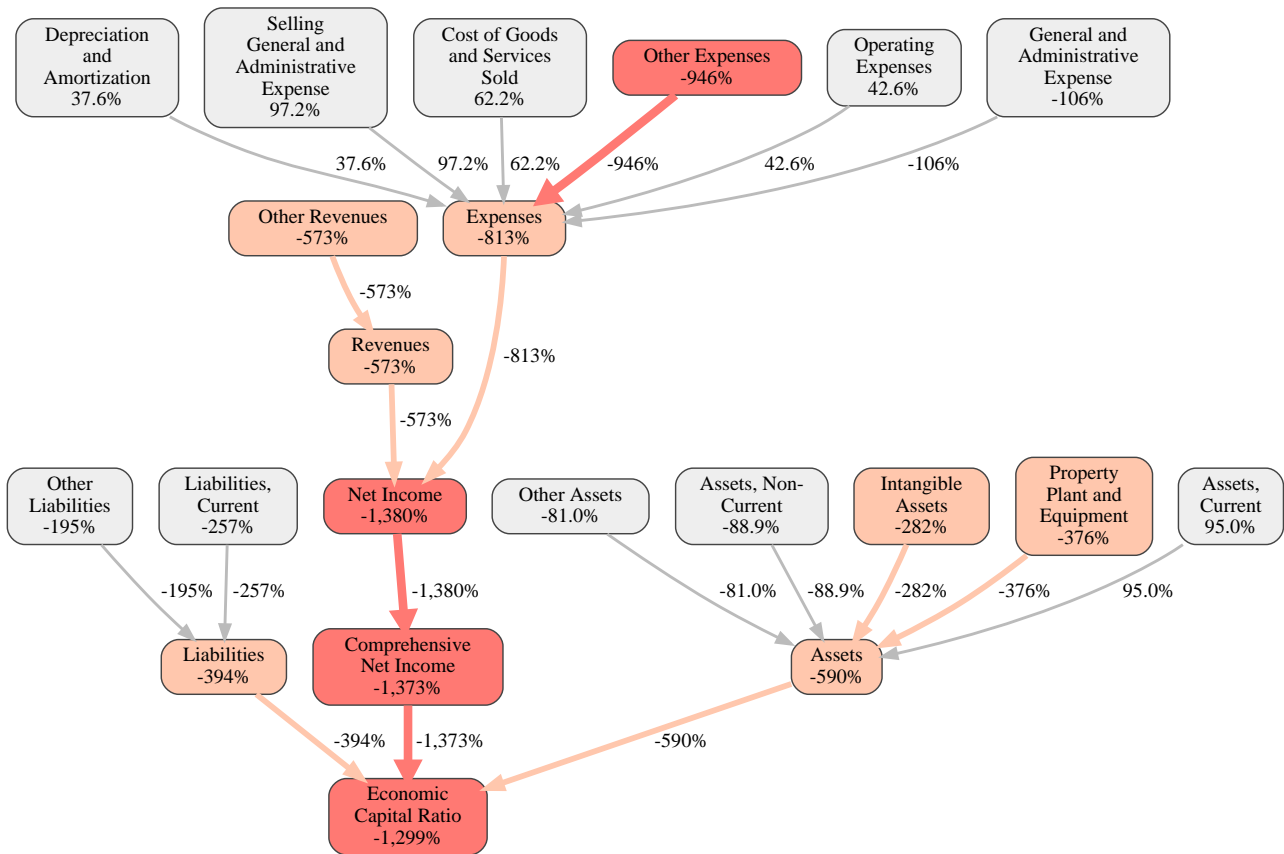 Depreciation
and
Amortization
37.6%
Selling
General and
Administrative
Expense
97.2%
Cost of Goods
and Services
Sold
62.2%
Other Expenses
-946%
Operating
Expenses
42.6%
General and
Administrative
Expense
-106%
37.6%
97.2%
62.2%
-946%
42.6%
-106%
Other Revenues
-573%
Expenses
-813%
-573%
Revenues
-573%
-813%
-573%
Other
Liabilities
-195%
Liabilities,
Current
-257%
Net Income
-1,380%
Other Assets
-81.0%
Assets, Non-
Current
-88.9%
Intangible
Assets
-282%
Property
Plant and
Equipment
-376%
Assets,
Current
95.0%
-195%
-257%
-1,380%
-81.0%
-88.9%
-282%
-376%
95.0%
Liabilities
-394%
Comprehensive
Net Income
-1,373%
Assets
-590%
-394%
-1,373%
-590%
Economic
Capital Ratio
-1,299%